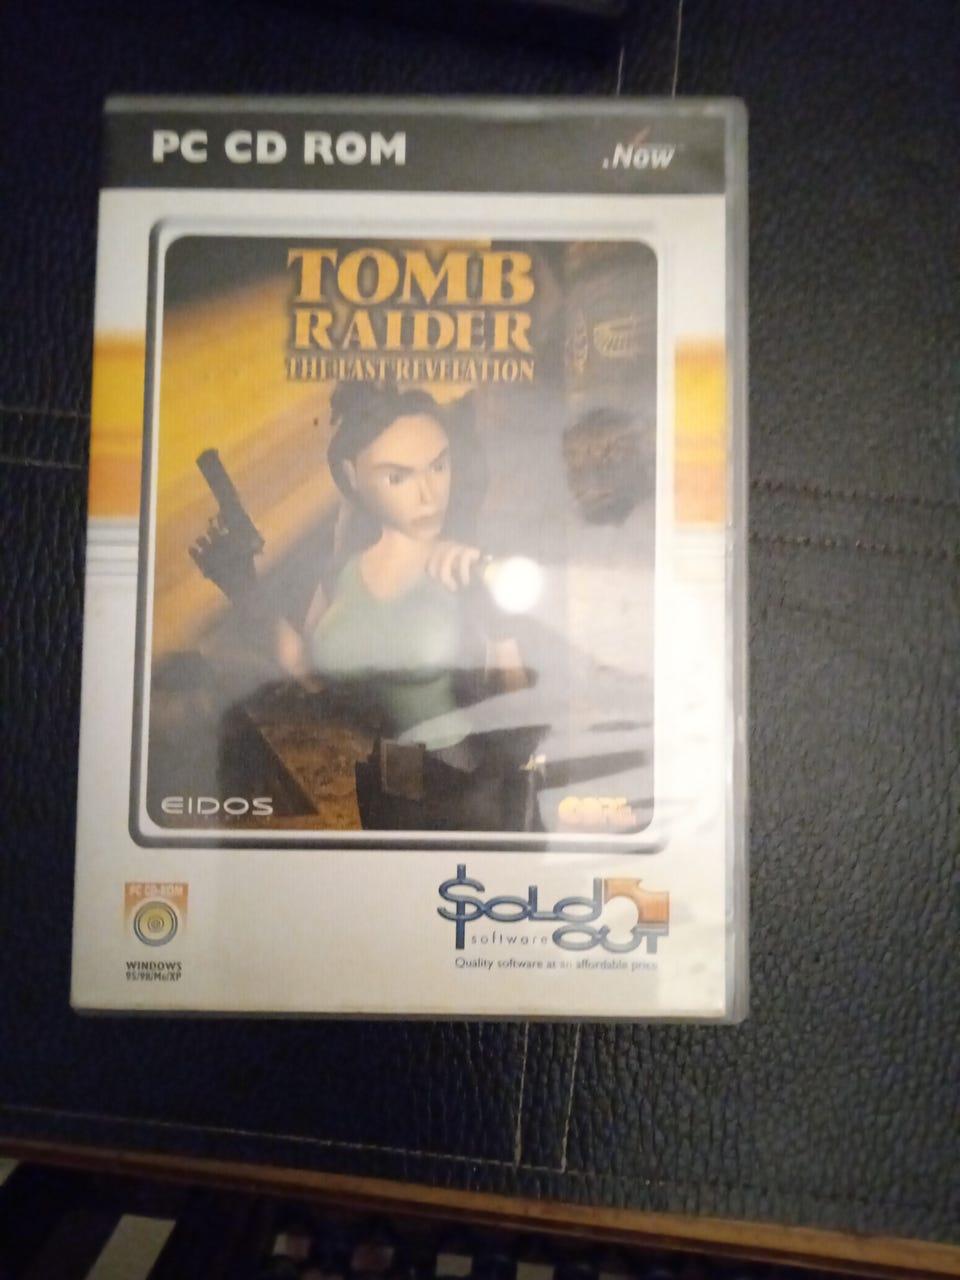 PC CD ROM
.Now
TOMB
RAIDER
THE LAST REVELATION
EIDOS
CORE
PC CD-ROM
WINDOWS
95/98/Me/XP
SOLD
software OUT
Quality software at an affordable price